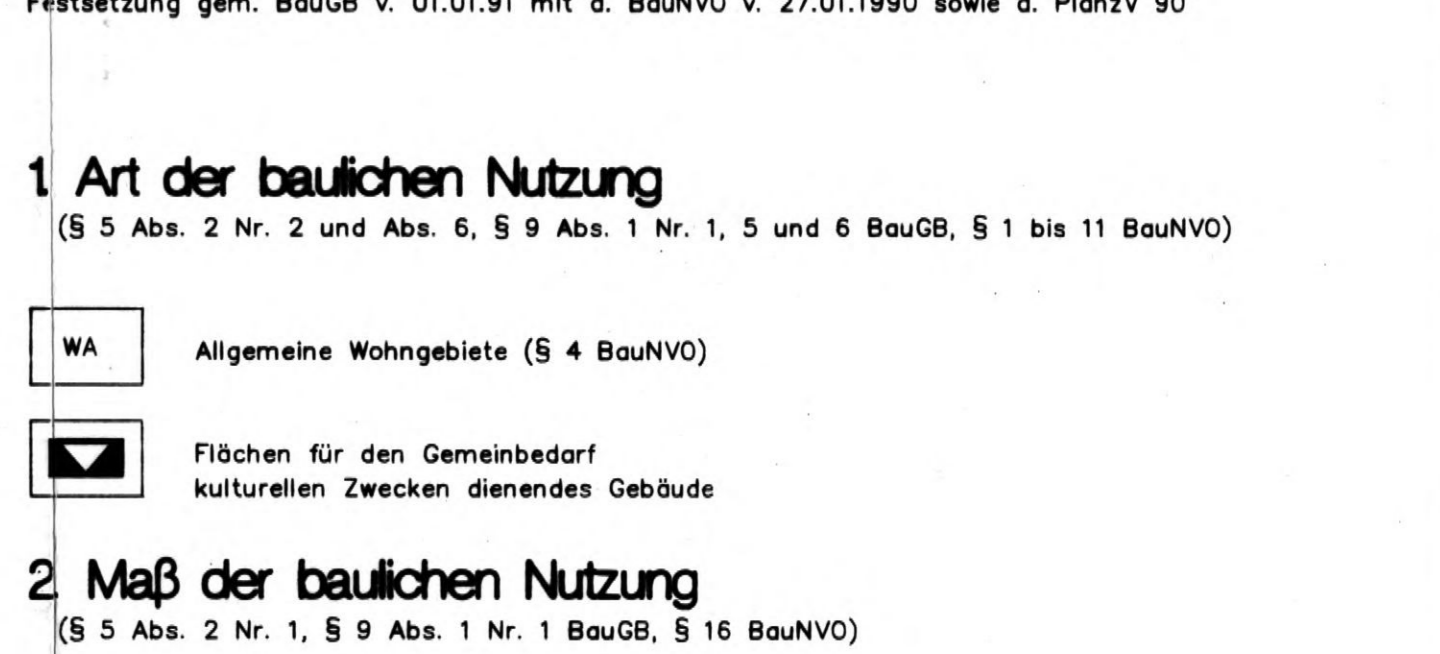 Festsetzung gem. BauGB v. 01.01.91 mit d. BauNVO v. 27.01.1990 sowie d. PlanzV 90
1 Art der baulichen Nutzung
(§ 5 Abs. 2 Nr. 2 und Abs. 6, § 9 Abs. 1 Nr. 1, 5 und 6 BauGB, § 1 bis 11 BauNVO)
WA
Allgemeine Wohngebiete (§ 4 BauNVO)
Flächen für den Gemeinbedarf
kulturellen Zwecken dienendes Gebäude
2 Maß der baulichen Nutzung
(§ 5 Abs. 2 Nr. 1, § 9 Abs. 1 Nr. 1 BauGB, § 16 BauNVO)